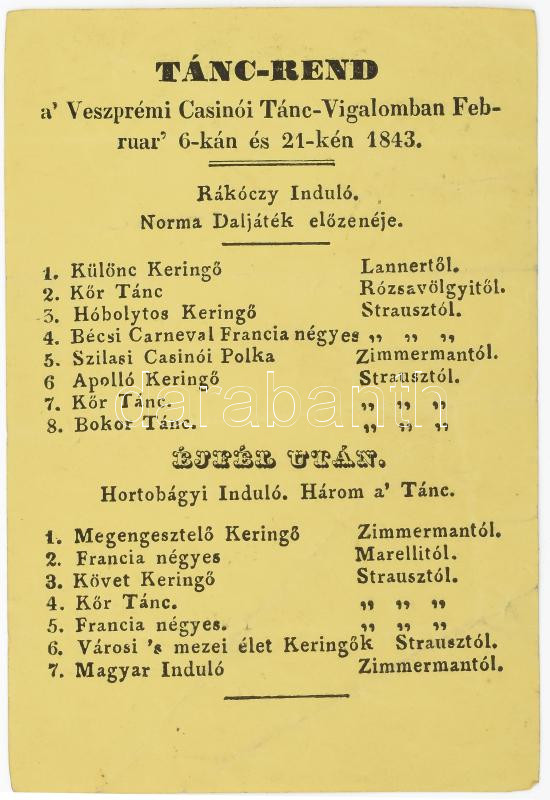 TÁNC-REND
a' Veszprémi Casinói Tánc-Vigalomban Feb-
ruar' 6-kán és 21-kén 1843.
Rákóczy Induló.
Norma Daljáték előzenéje.
1. Különc Keringő Lannertől.
2. Kőr Tánc Rózsavölgyitől.
3. Hóbolytos Keringő Strausztól.
4. Bécsi Carneval Francia négyes „ „ „
5. Szilasi Casinói Polka Zimmermantól.
6 Apolló Keringő Strausztól.
7. Kőr Tánc. „ „ „
8. Bokor Tánc. „ „ „
darabanth
ÉJFÉL UTÁN.
Hortobágyi Induló. Három a' Tánc.
1. Megengesztelő Keringő Zimmermantól.
2. Francia négyes Marellitól.
3. Követ Keringő Strausztól.
4. Kőr Tánc. „ „ „
5. Francia négyes. „ „ „
6. Városi 's mezei élet Keringők Strausztól.
7. Magyar Induló Zimmermantól.